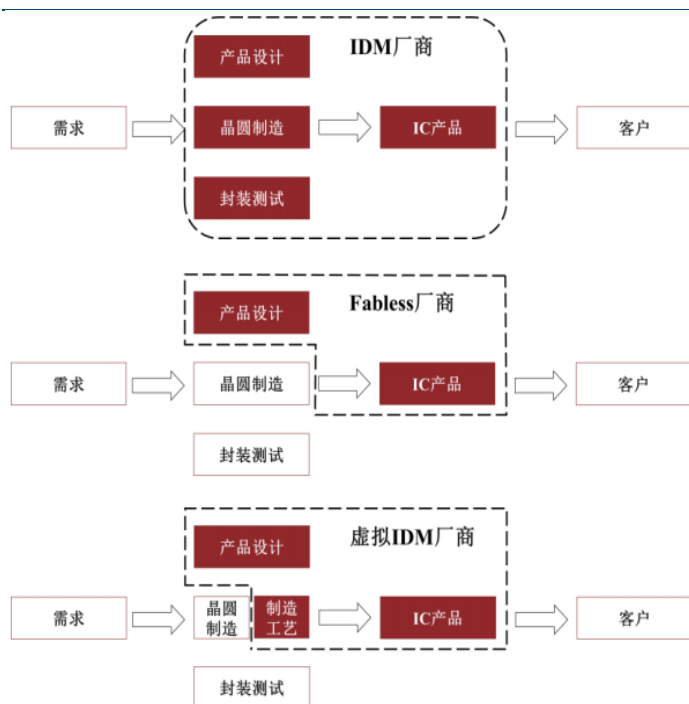 产品设计
IDM厂商
需求
晶圆制造
IC产品
客户
封装测试
产品设计
Fabless厂商
需求
晶圆制造
IC产品
客户
封装测试
产品设计
虚拟IDM厂商
需求
晶圆
制造
制造
工艺
IC产品
客户
封装测试